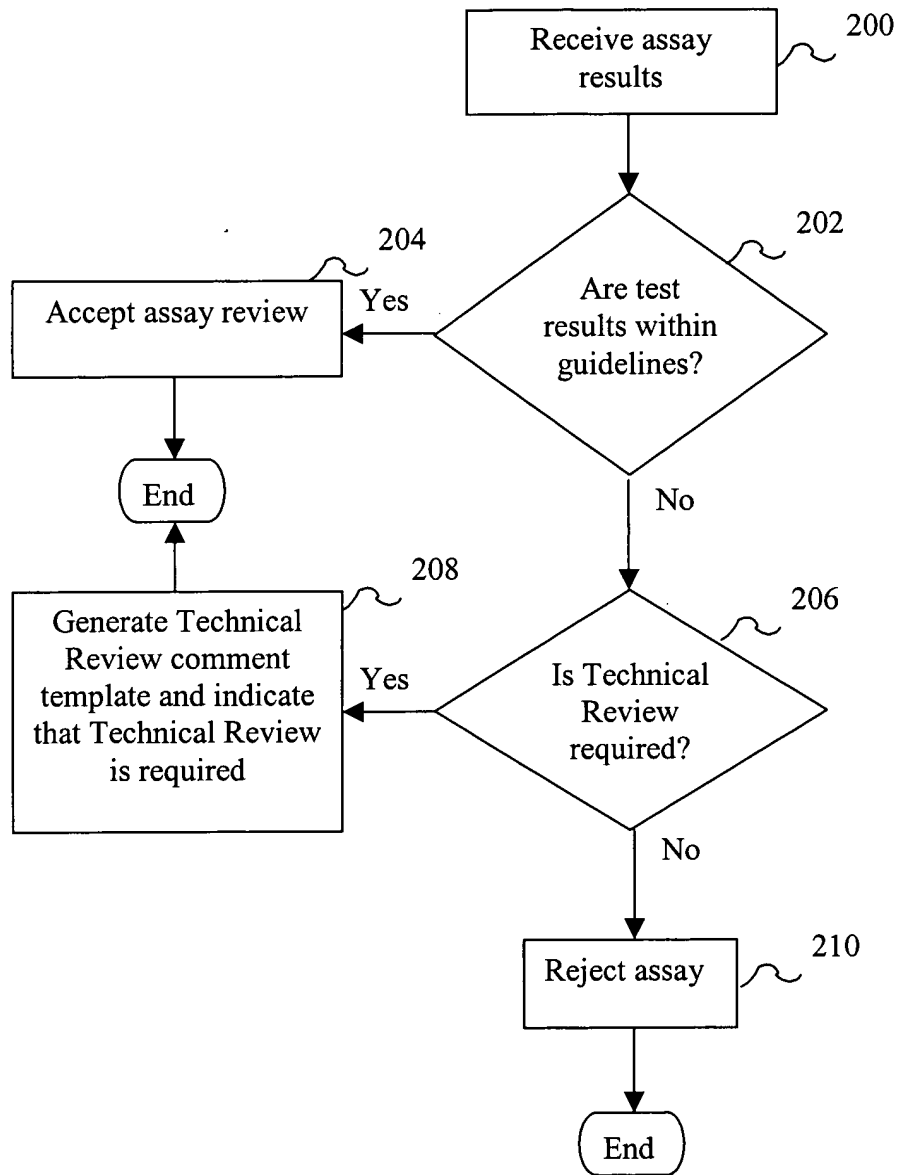 Receive assay
results
200
Are test
results within
guidelines?
202
Yes
204
Accept assay review
End
No
Is Technical
Review
required?
206
Yes
208
Generate Technical
Review comment
template and indicate
that Technical Review
is required
No
Reject assay
210
End